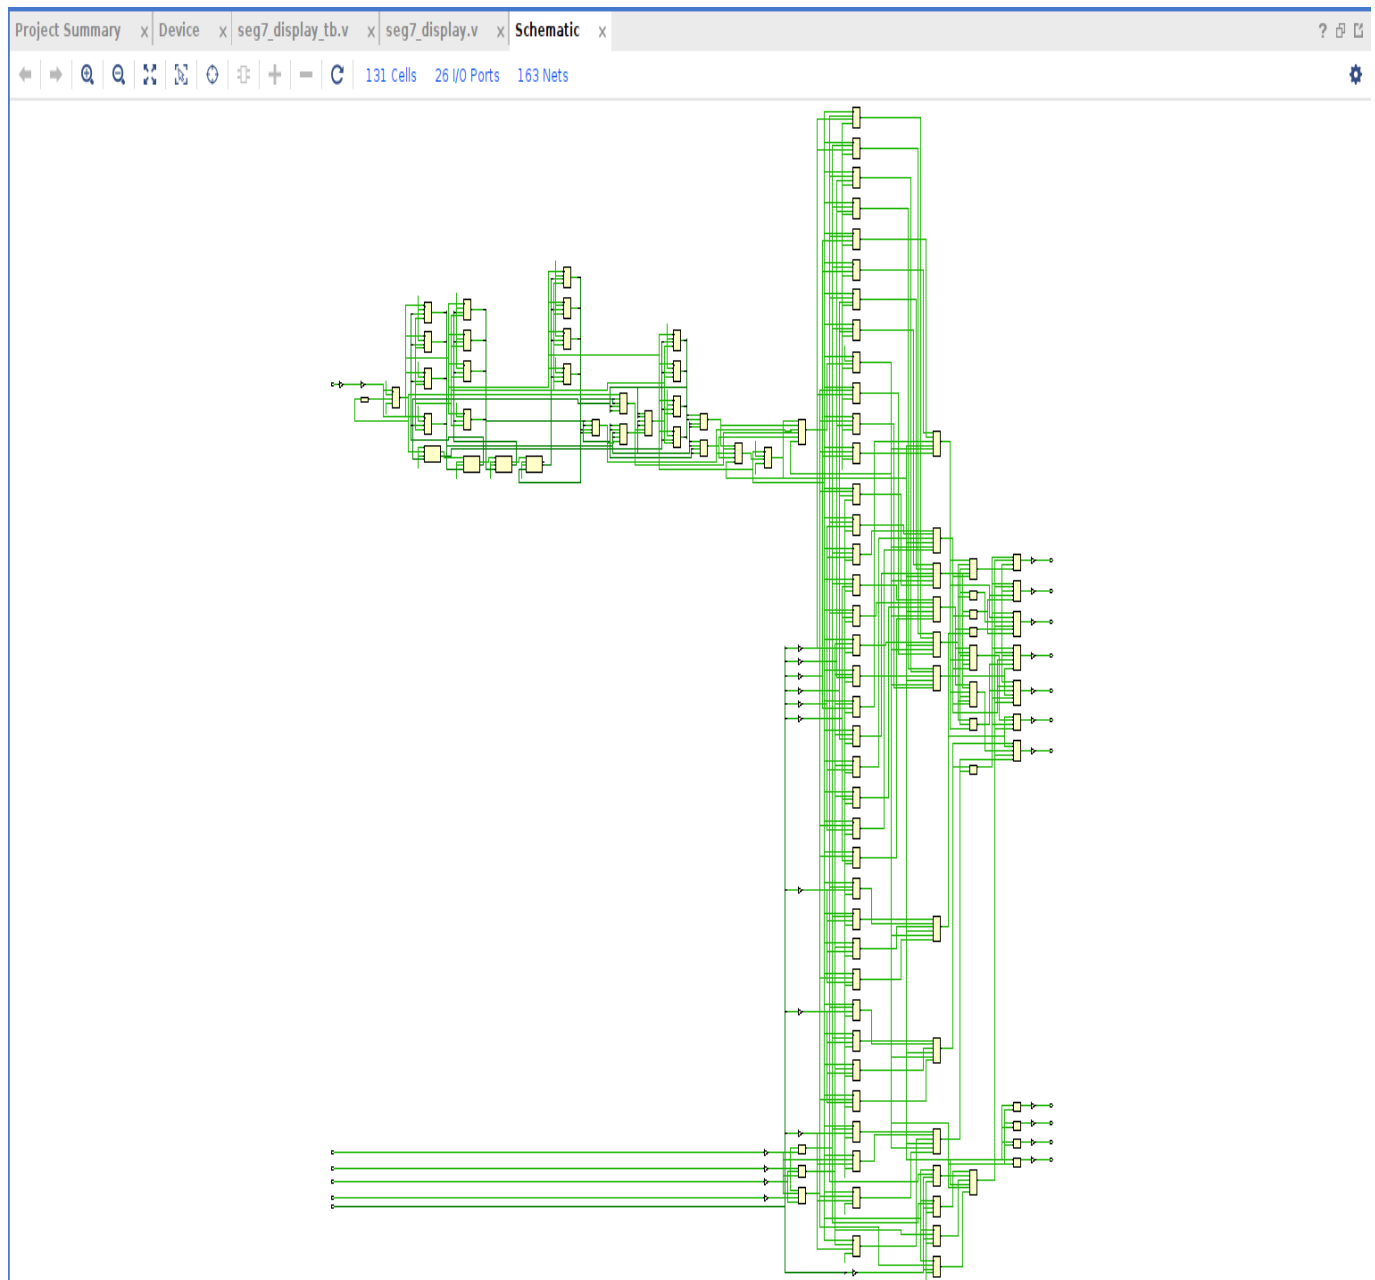 Project Summary x Device x seg7_display_tb.v x seg7_display.v x Schematic x ?
131 Cells 26 I/O Ports 163 Nets